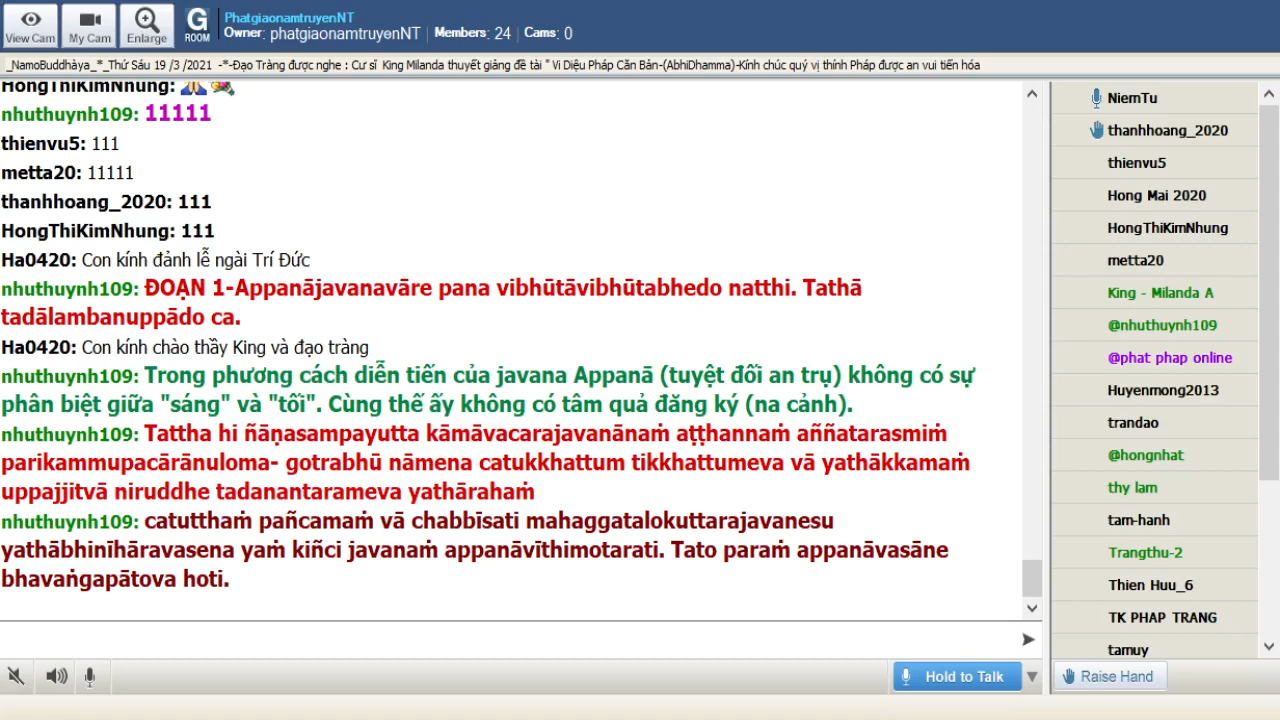 View Cam
My Cam
Enlarge
G
ROOM
PhatgiaonamtruyenNT
Owner: phatgiaonamtruyenNT
Members: 24
Cams: 0
_NamoBuddhàya_*_Thứ Sáu 19 /3 /2021 -*-Đạo Tràng được nghe : Cư sĩ King Milanda thuyết giảng đề tài " Vi Diệu Pháp Căn Bản-(AbhiDhamma)-Kính chúc quý vị thính Pháp được an vui tiến hóa
HongThiKimNhung:
nhuthuynh109: 11111
thienvu5: 111
metta20: 11111
thanhhoang_2020: 111
HongThiKimNhung: 111
Ha0420: Con kính đảnh lễ ngài Trí Đức
nhuthuynh109: ĐOẠN 1-Appanājavanavāre pana vibhūtāvibhūtabhedo natthi. Tathā
tadālambanuppādo ca.
Ha0420: Con kính chào thầy King và đạo tràng
nhuthuynh109: Trong phương cách diễn tiến của javana Appanā (tuyệt đối an trụ) không có sự
phân biệt giữa "sáng" và "tối". Cùng thế ấy không có tâm quả đăng ký (na cảnh).
nhuthuynh109: Tattha hi ñāṇasampayutta kāmāvacarajavanānaṁ aṭṭhannaṁ aññatarasmiṁ
parikammupacārānuloma- gotrabhū nāmena catukkhattum tikkhattumeva vā yathākkamaṁ
uppajjitvā niruddhe tadanantarameva yathārahaṁ
nhuthuynh109: catutthaṁ pañcamaṁ vā chabbīsati mahaggatalokuttarajavanesu
yathābhinīhāravasena yaṁ kiñci javanaṁ appanāvīthimotarati. Tato paraṁ appanāvasāne
bhavaṅgapātova hoti.
Hold to Talk
NiemTu
thanhhoang_2020
thienvu5
Hong Mai 2020
HongThiKimNhung
metta20
King - Milanda A
@nhuthuynh109
@phat phap online
Huyenmong2013
trandao
@hongnhat
thy lam
tam-hanh
Trangthu-2
Thien Huu_6
TK PHAP TRANG
tamuy
Raise Hand